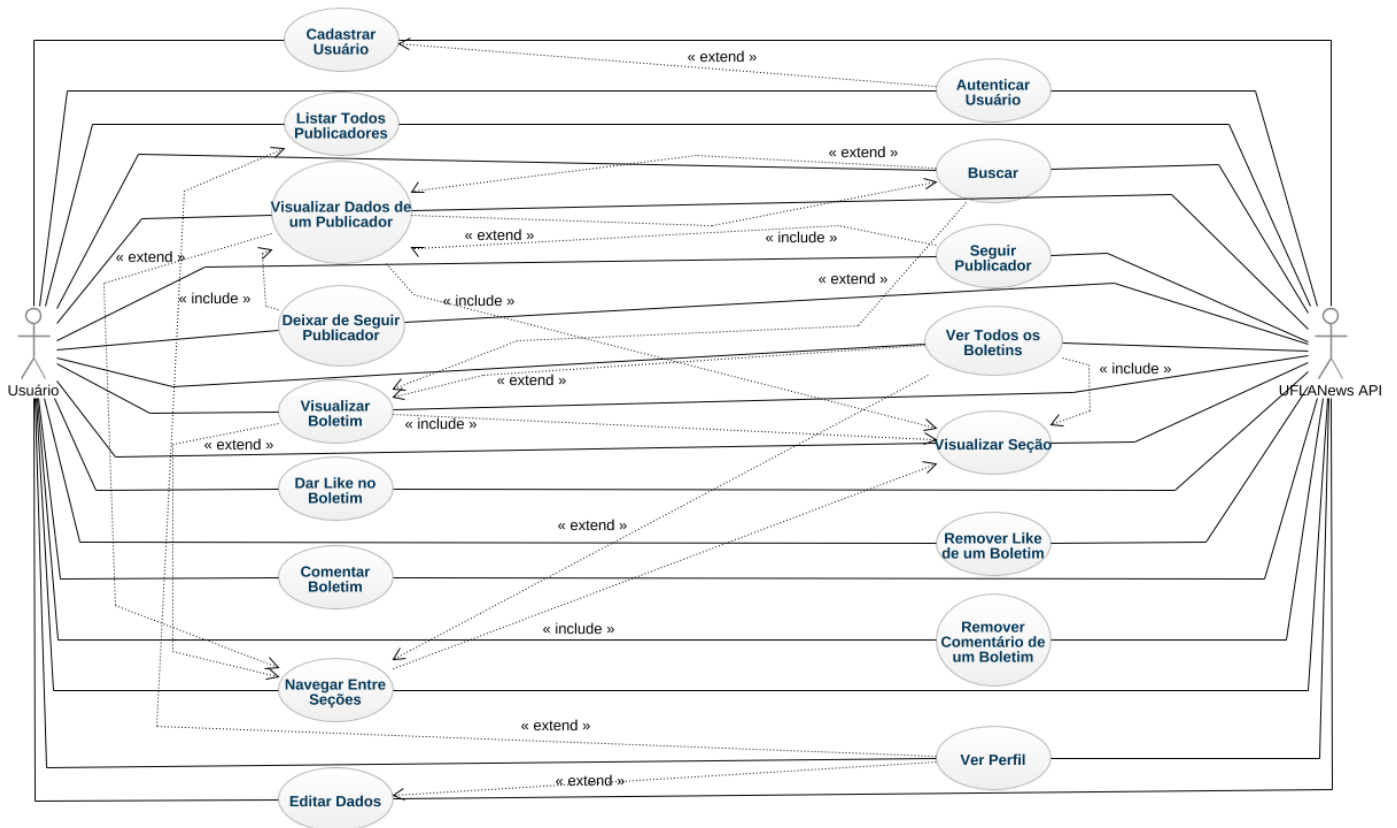 Cadastrar
Usuário
« extend »
Autenticar
Usuário
Listar Todos
Publicadores
« extend »
Buscar
Visualizar Dados de
um Publicador
« extend »
« include »
Seguir
Publicador
« extend »
« extend »
« include »
« include »
Deixar de Seguir
Publicador
Ver Todos os
Boletins
« include »
Usuário
UFLANews API
« extend »
Visualizar
Boletim
« include »
« extend »
Visualizar Seção
Dar Like no
Boletim
« extend »
Remover Like
de um Boletim
Comentar
Boletim
« include »
Remover
Comentário de
um Boletim
Navegar Entre
Seções
« extend »
Ver Perfil
« extend »
Editar Dados